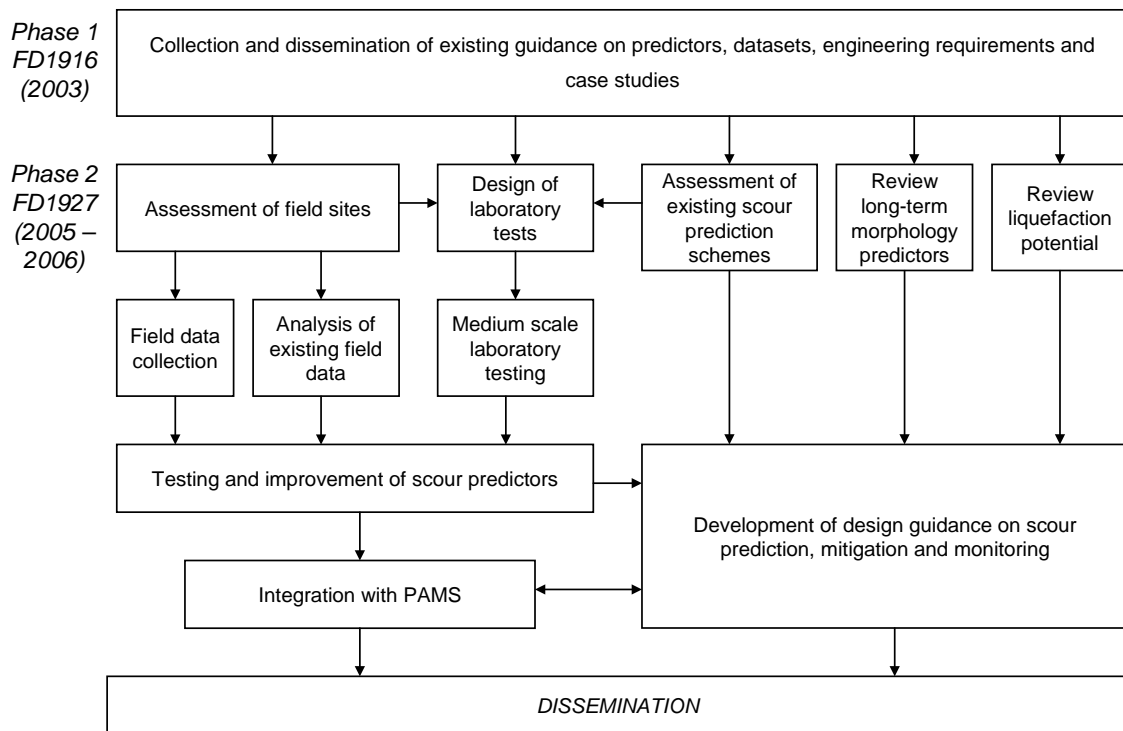 Phase 1
FD1916
(2003)
Collection and dissemination of existing guidance on predictors, datasets, engineering requirements and
case studies
Phase 2
FD1927
(2005 –
2006)
Assessment of field sites
Design of
laboratory
tests
Assessment of
existing scour
prediction
schemes
Review
long-term
morphology
predictors
Review
liquefaction
potential
Field data
collection
Analysis of
existing field
data
Medium scale
laboratory
testing
Testing and improvement of scour predictors
Development of design guidance on scour
prediction, mitigation and monitoring
Integration with PAMS
DISSEMINATION